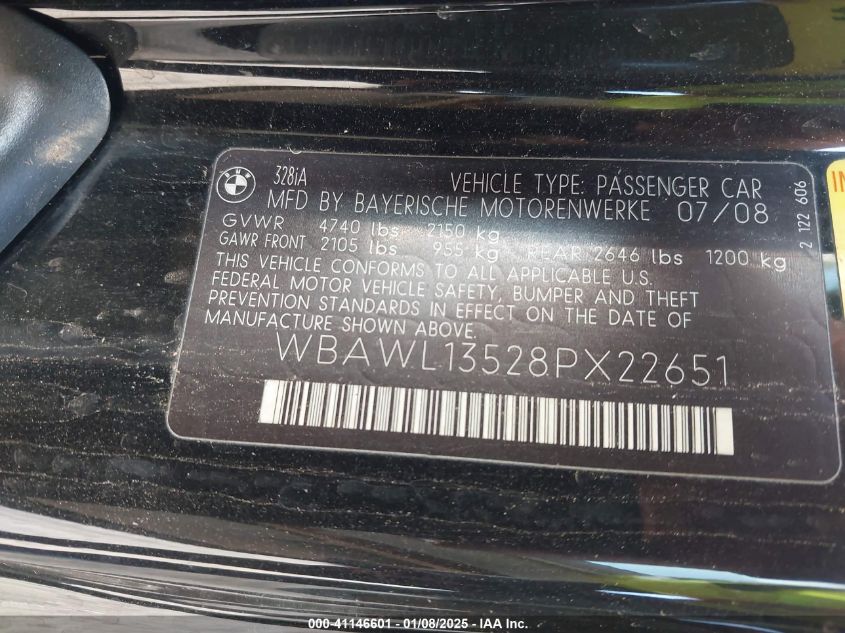 BMW
328iA VEHICLE TYPE: PASSENGER CAR
MFD BY BAYERISCHE MOTORENWERKE 07/08
GVWR 4740 lbs 2150 kg
GAWR FRONT 2105 lbs 955 kg REAR 2646 lbs 1200 kg
THIS VEHICLE CONFORMS TO ALL APPLICABLE U.S.
FEDERAL MOTOR VEHICLE SAFETY, BUMPER AND THEFT
PREVENTION STANDARDS IN EFFECT ON THE DATE OF
MANUFACTURE SHOWN ABOVE.
WBAWL13528PX22651
2 122 606
000-41146601 - 01/08/2025 - IAA Inc.